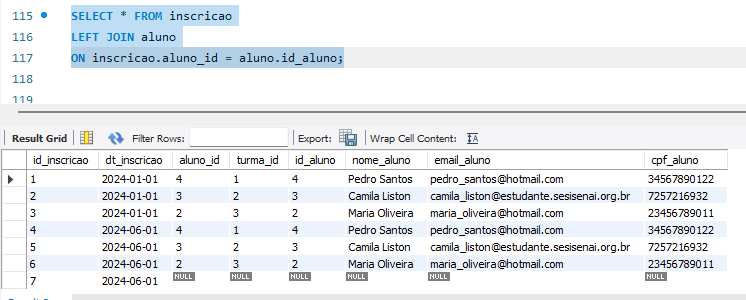 115 SELECT * FROM inscricao
116 LEFT JOIN aluno
117 ON inscricao.aluno_id = aluno.id_aluno;
118
119
Result Grid Filter Rows: Export: Wrap Cell Content:
id_inscricao dt_inscricao aluno_id turma_id id_aluno nome_aluno email_aluno cpf_aluno
1 2024-01-01 4 1 4 Pedro Santos pedro_santos@hotmail.com 34567890122
2 2024-01-01 3 2 3 Camila Liston camila_liston@estudante.sesisenai.org.br 7257216932
3 2024-01-01 2 3 2 Maria Oliveira maria_oliveira@hotmail.com 23456789011
4 2024-06-01 4 1 4 Pedro Santos pedro_santos@hotmail.com 34567890122
5 2024-06-01 3 2 3 Camila Liston camila_liston@estudante.sesisenai.org.br 7257216932
6 2024-06-01 2 3 2 Maria Oliveira maria_oliveira@hotmail.com 23456789011
7 2024-06-01 NULL NULL NULL NULL NULL NULL